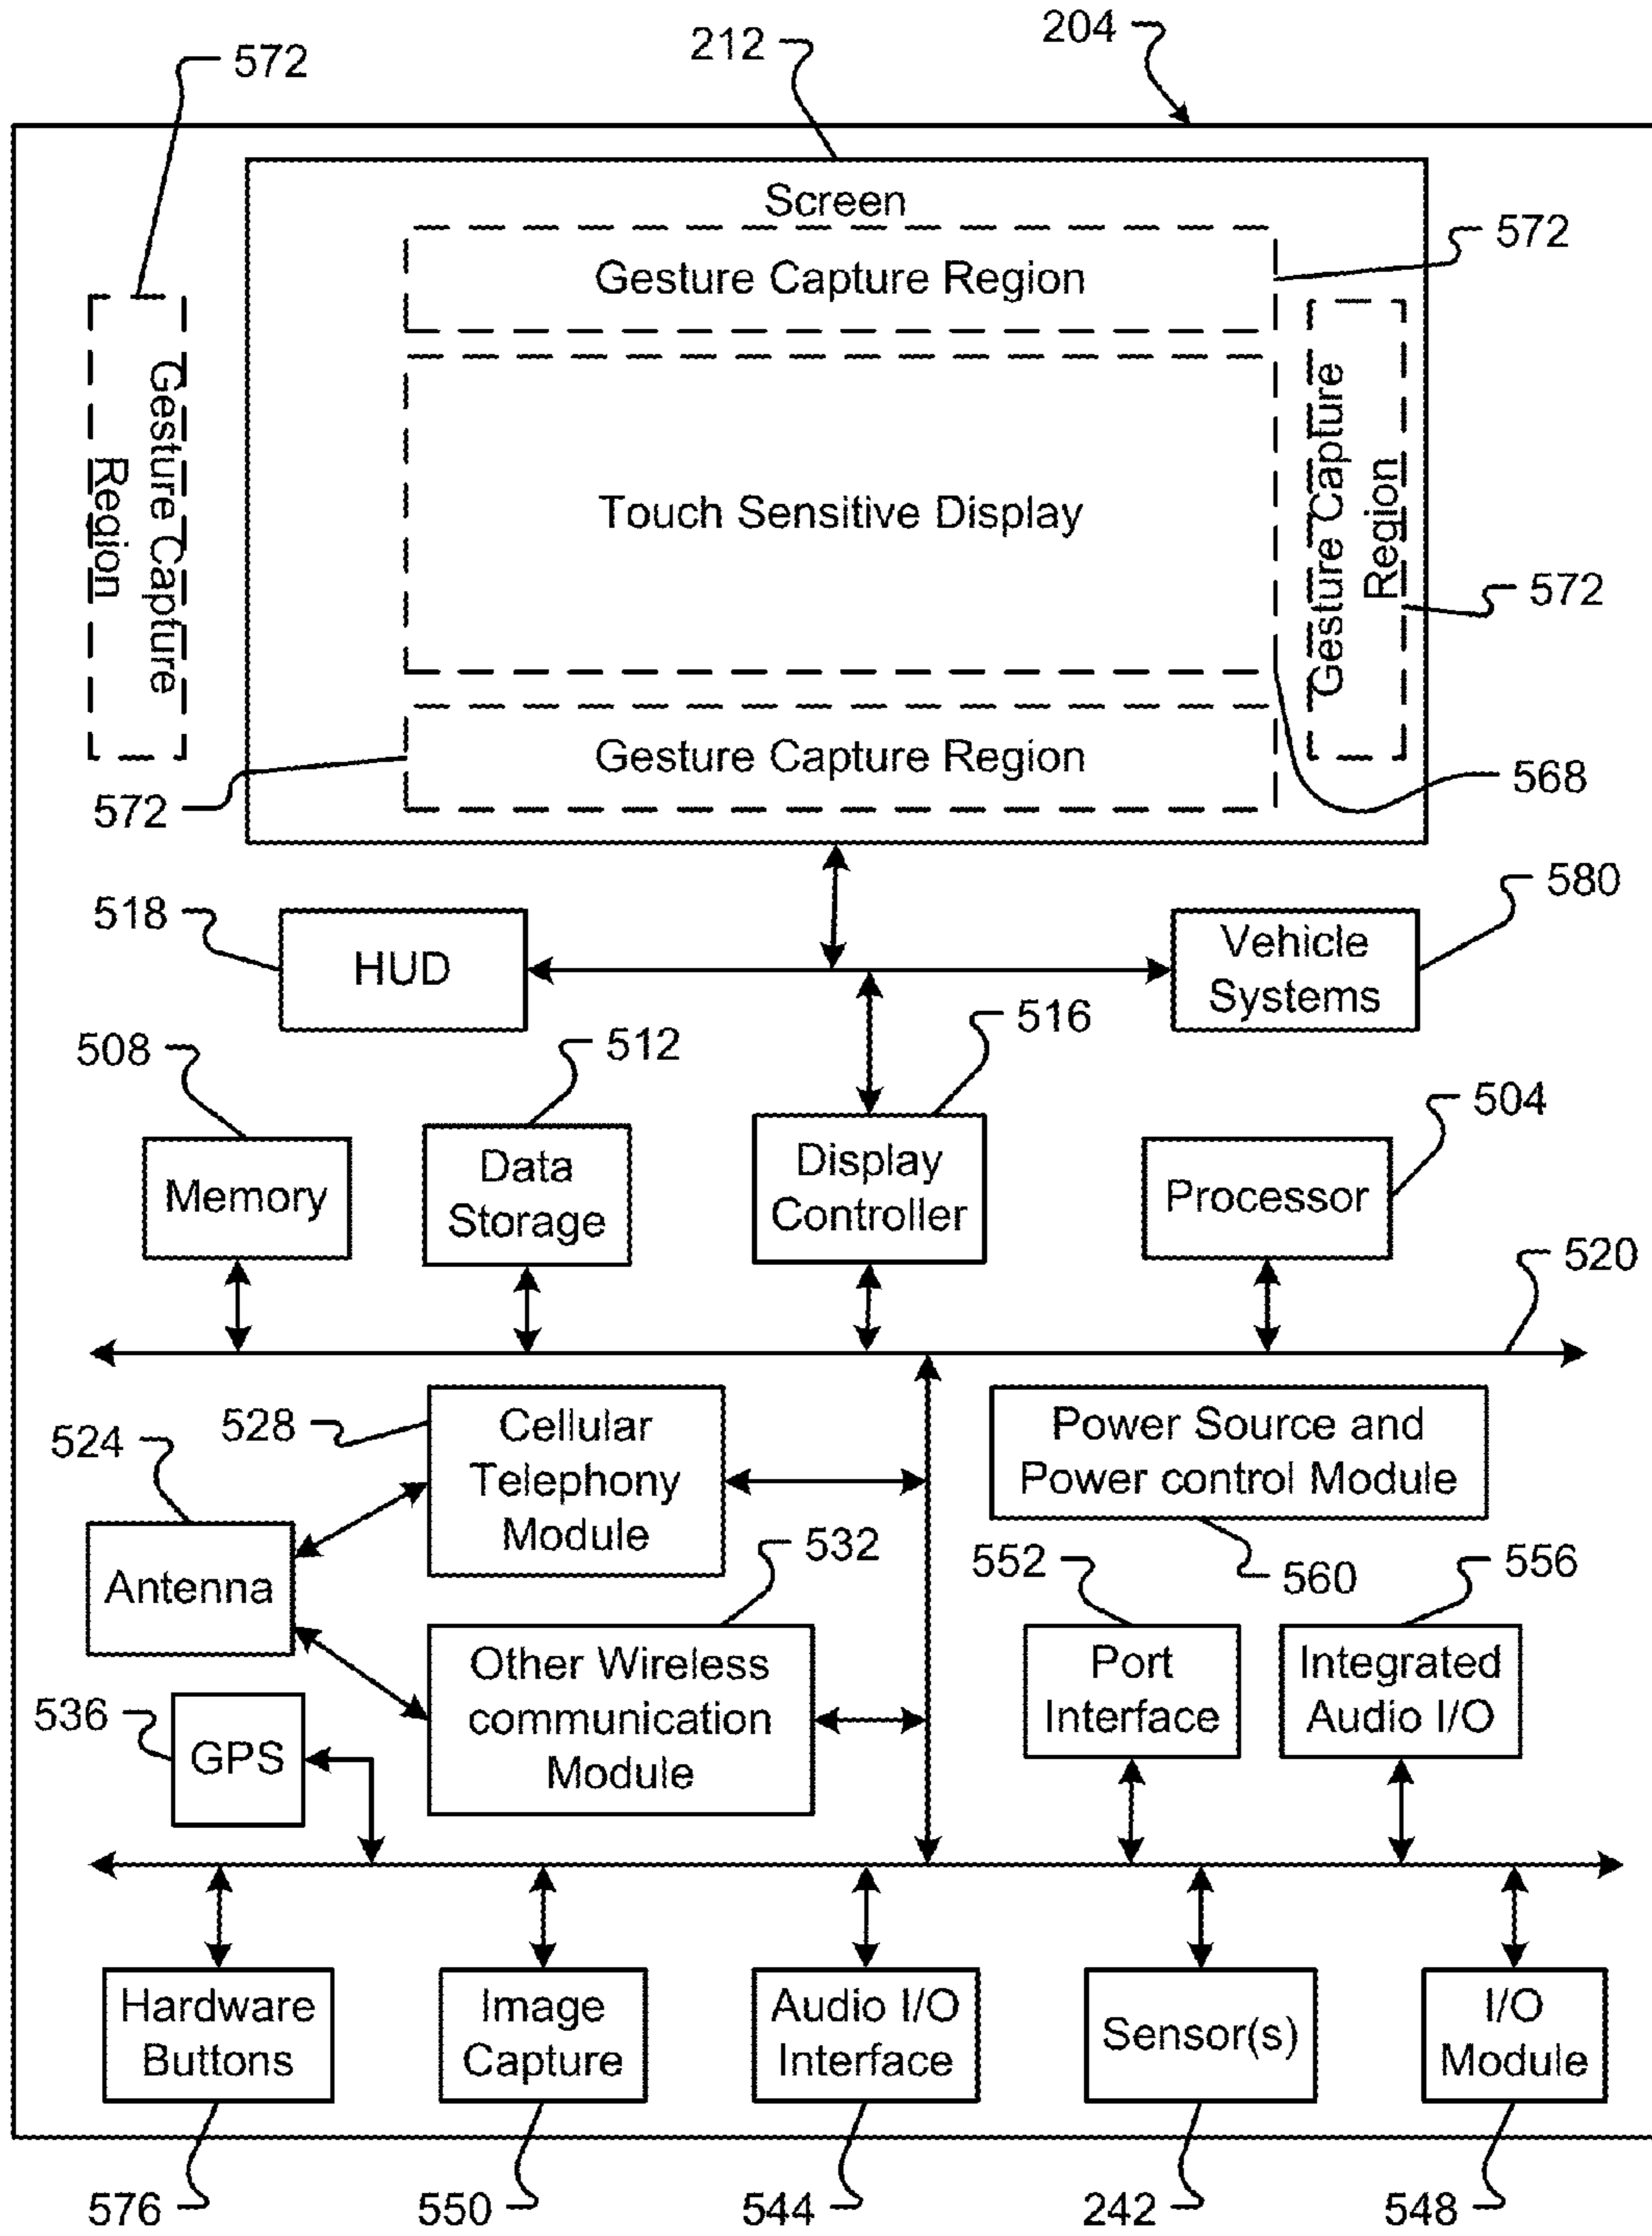 204
212
572
Screen
572
Gesture Capture Region
Gesture Capture
Region
Gesture Capture
Region
Touch Sensitive Display
572
Gesture Capture Region
568
572
580
518
HUD
Vehicle
Systems
516
508
512
504
Memory
Data
Storage
Display
Controller
Processor
520
528
Cellular
Telephony
Module
Power Source and
Power control Module
524
532
552
560
556
Antenna
Other Wireless
communication
Module
Port
Interface
Integrated
Audio I/O
536
GPS
Hardware
Buttons
Image
Capture
Audio I/O
Interface
Sensor(s)
I/O
Module
576
550
544
242
548